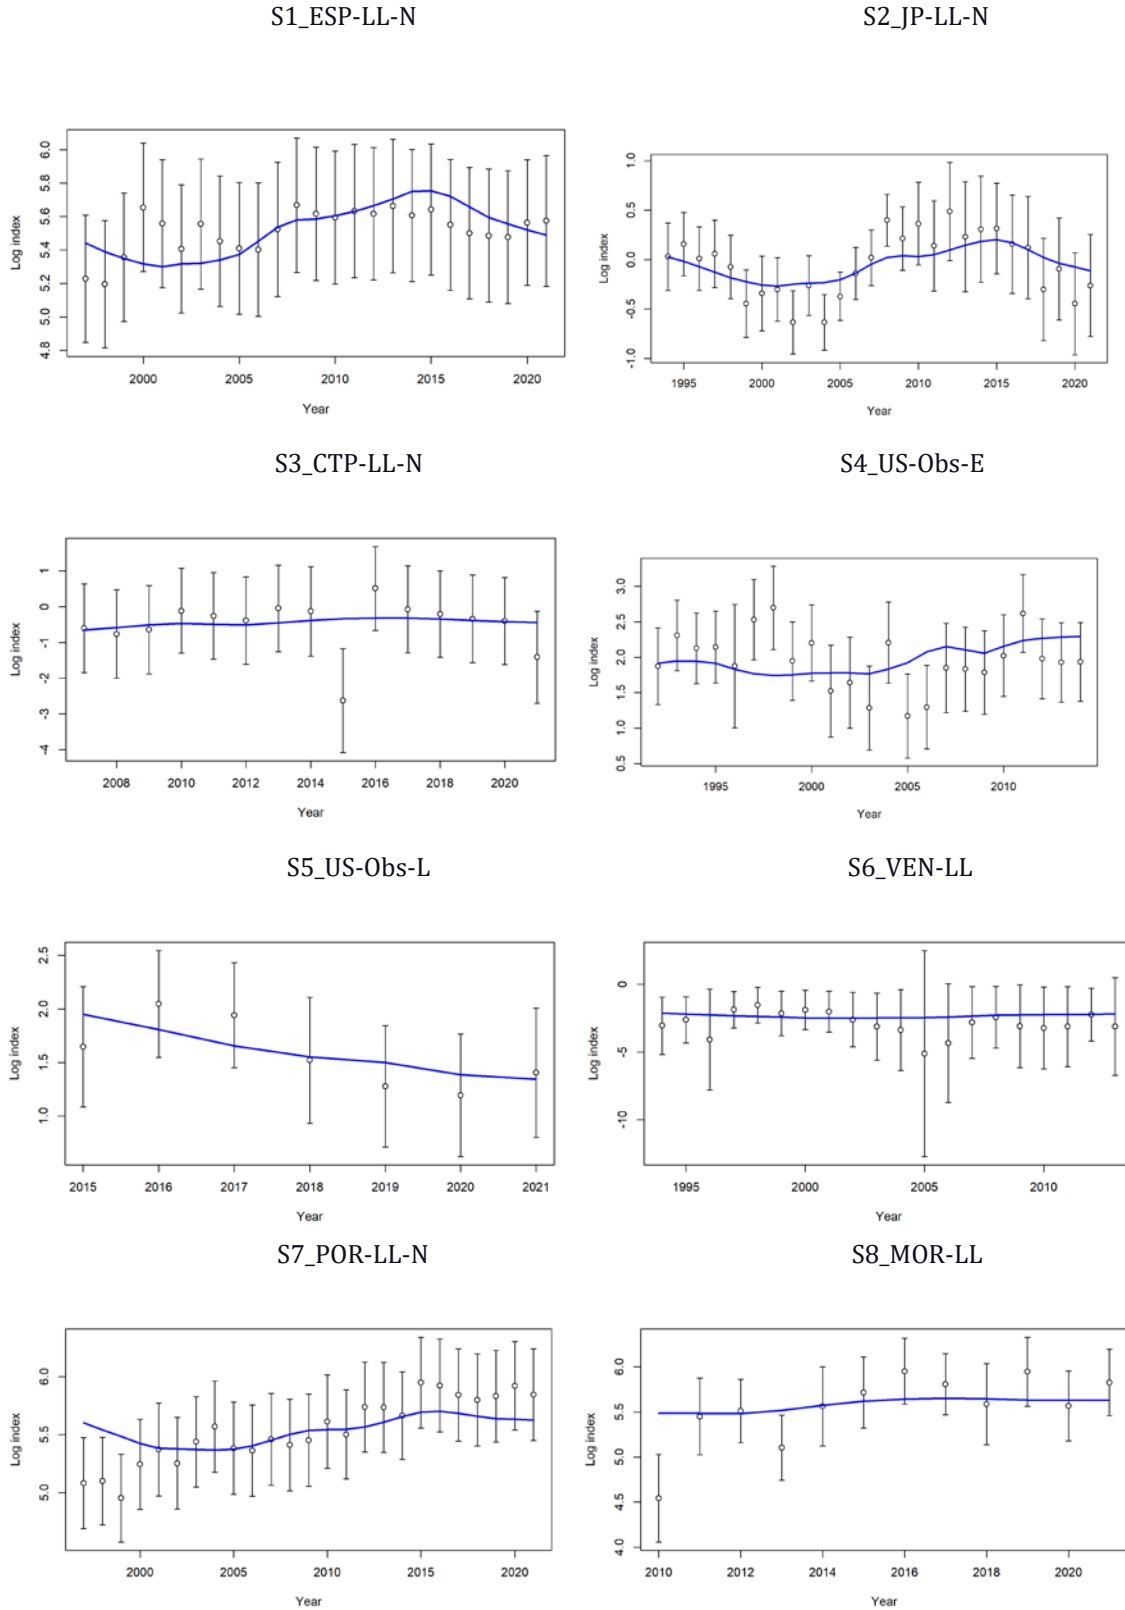 S1_ESP-LL-N
S2_JP-LL-N
Log index
4.8 5.0 5.2 5.4 5.6 5.8 6.0
2000 2005 2010 2015 2020
Year
Log index
-1.0 -0.5 0.0 0.5 1.0
1995 2000 2005 2010 2015 2020
Year
S3_CTP-LL-N
S4_US-Obs-E
Log index
-4 -3 -2 -1 0 1
2008 2010 2012 2014 2016 2018 2020
Year
Log index
0.5 1.0 1.5 2.0 2.5 3.0
1995 2000 2005 2010
Year
S5_US-Obs-L
S6_VEN-LL
Log index
1.0 1.5 2.0 2.5
2015 2016 2017 2018 2019 2020 2021
Year
Log index
-10 -5 0
1995 2000 2005 2010
Year
S7_POR-LL-N
S8_MOR-LL
Log index
5.0 5.5 6.0
2000 2005 2010 2015 2020
Year
Log index
4.0 4.5 5.0 5.5 6.0
2010 2012 2014 2016 2018 2020
Year